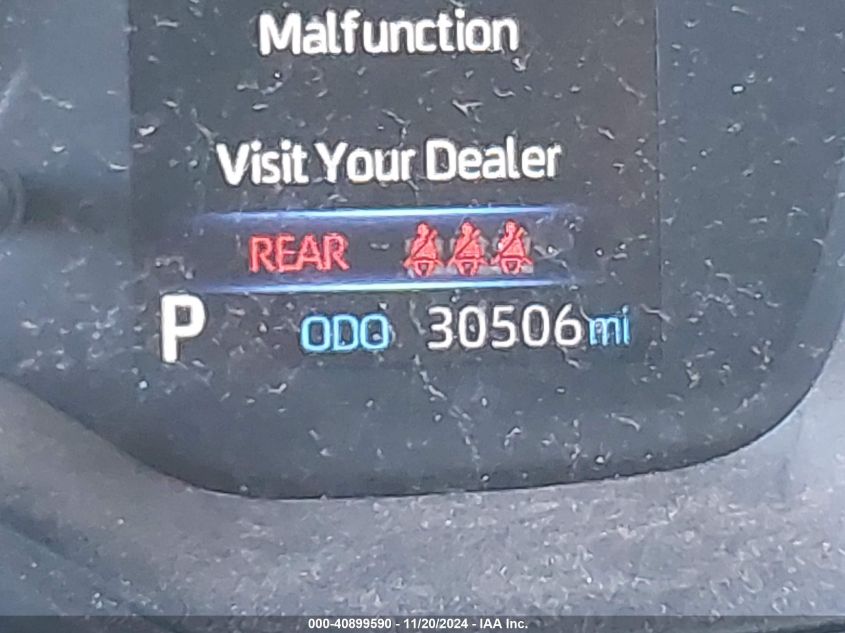 Malfunction
Visit Your Dealer
REAR
P ODO 30506 mi
000-40899590 - 11/20/2024 - IAA Inc.